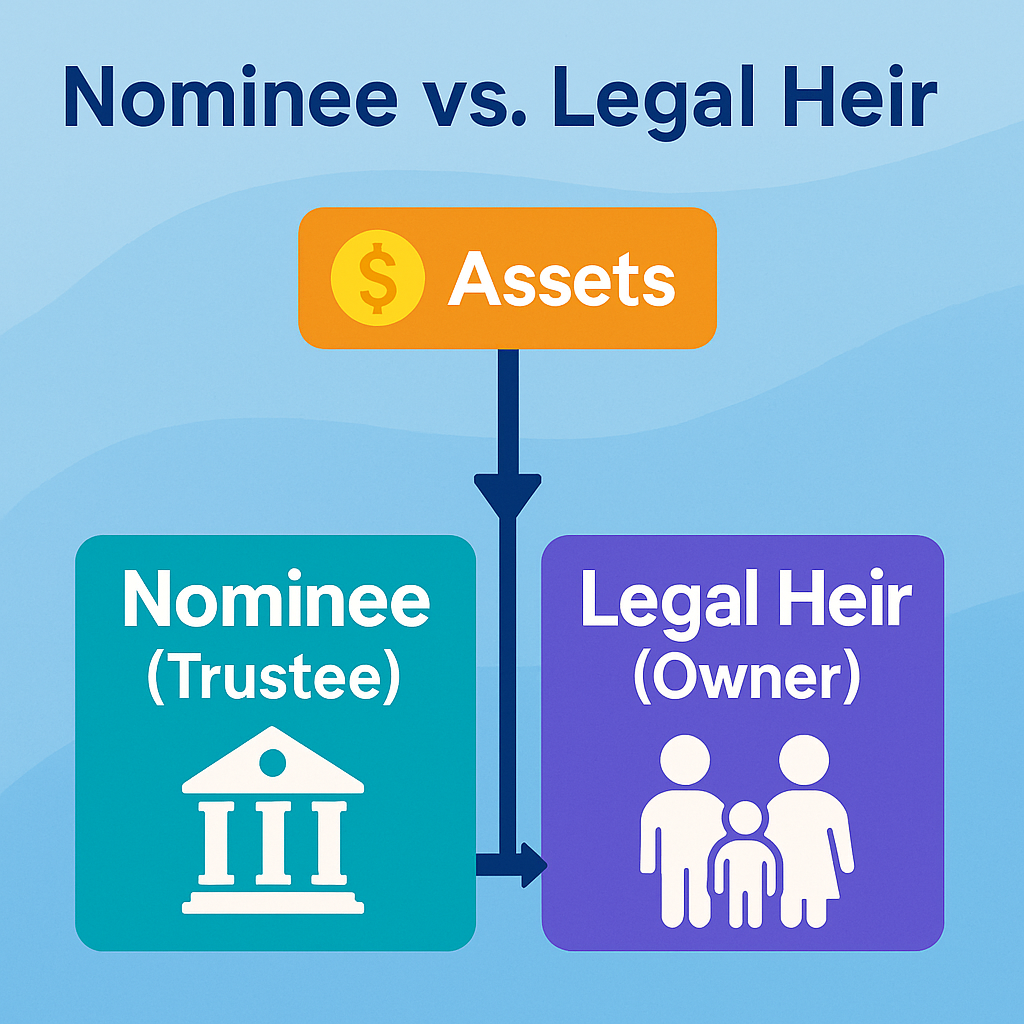 Nominee vs. Legal Heir
$ Assets
Nominee
(Trustee)
Legal Heir
(Owner)